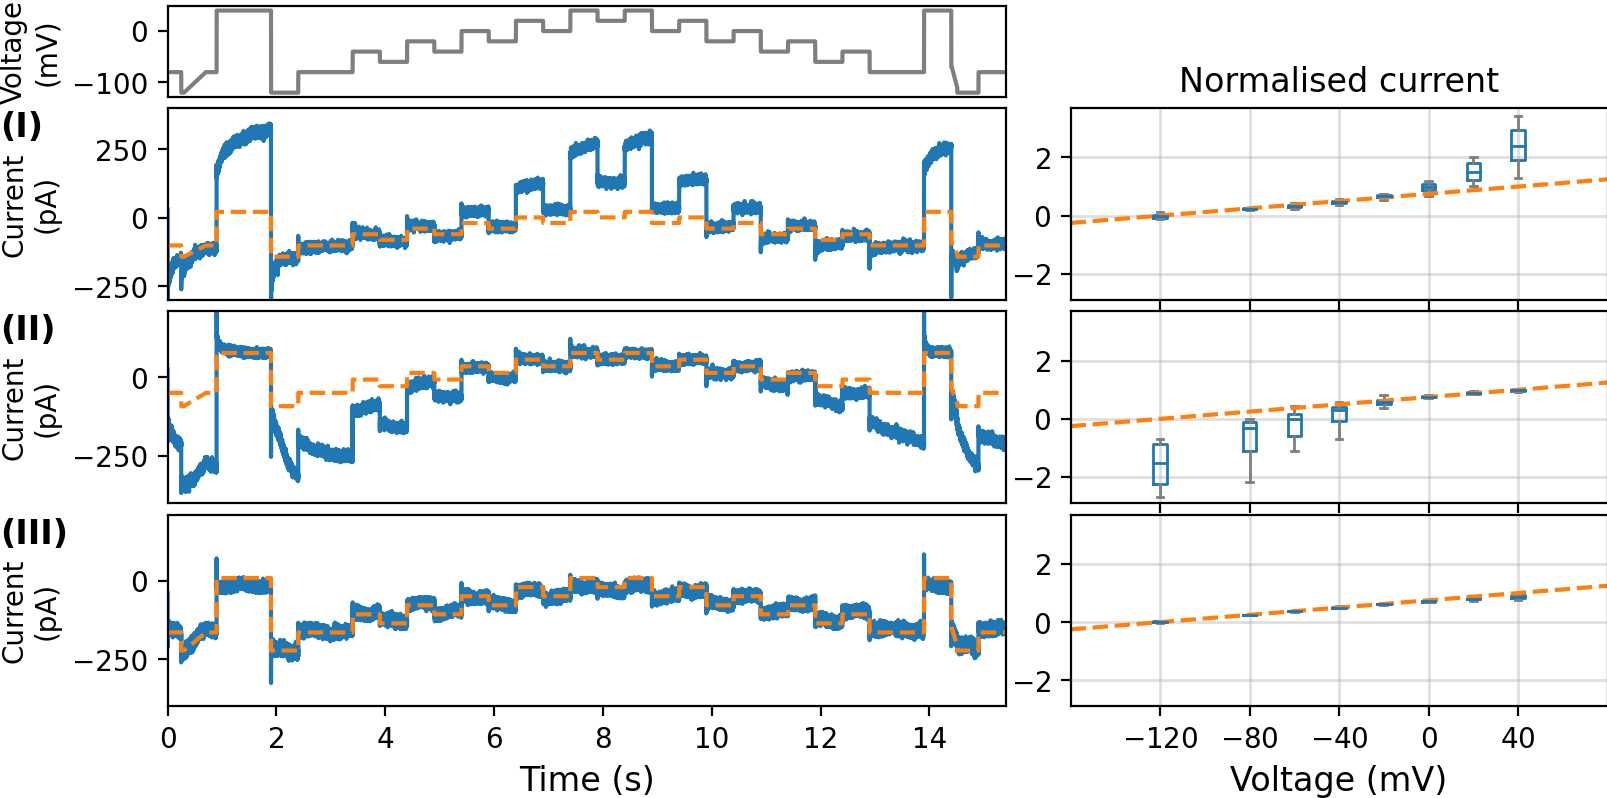 Voltage
(mV)
0
−100
Normalised current
(I)
Current
(pA)
250
0
−250
2
0
−2
(II)
Current
(pA)
0
−250
2
0
−2
(III)
Current
(pA)
0
−250
2
0
−2
0 2 4 6 8 10 12 14
−120 −80 −40 0 40
Time (s)
Voltage (mV)